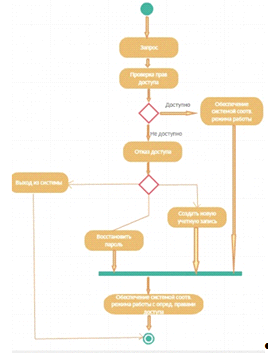 Запрос
Проверка прав
доступа
Доступно
Обеспечение
системой соотв.
режима работы
Не доступно
Отказ доступа
Выход из системы
Создать новую
учетную запись
Восстановить
пароль
Обеспечение системой соотв.
режима работы с опред. правами
доступа